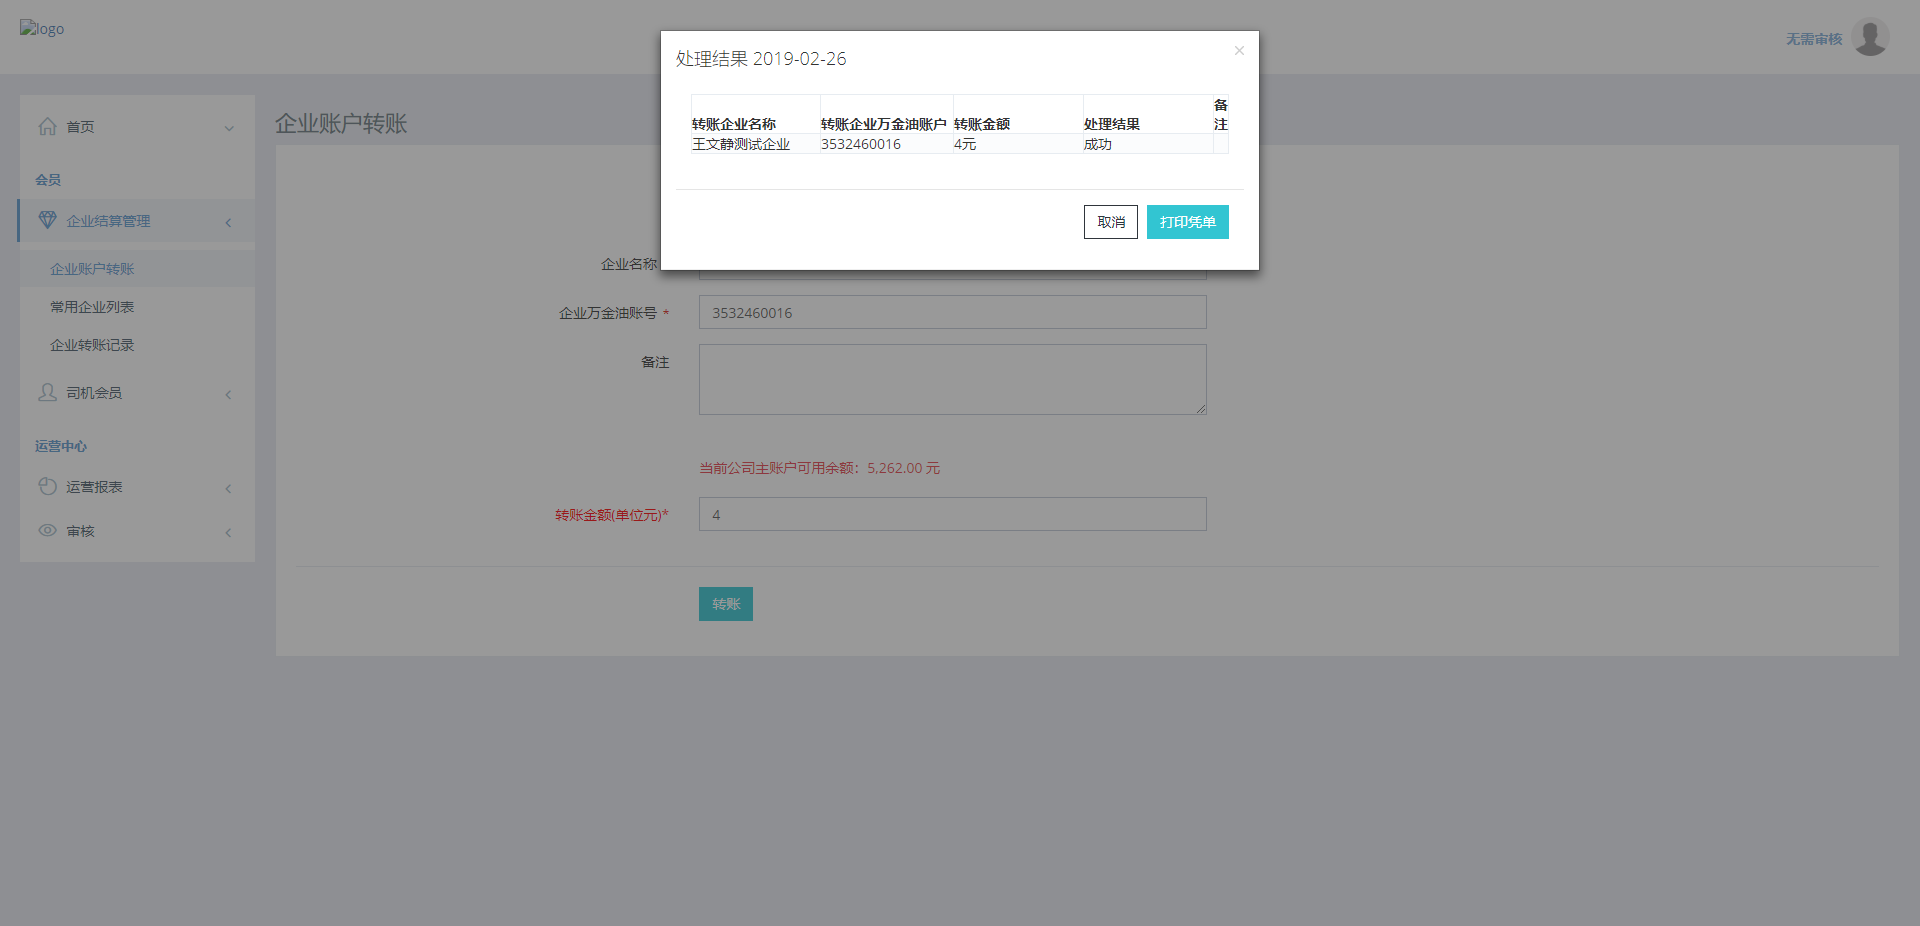 logo
无需审核
处理结果 2019-02-26
×
转账企业名称 转账企业万金油账户 转账金额 处理结果 备注
王文静测试企业 3532460016 4元 成功
取消 打印凭单
首页
会员
企业结算管理
企业账户转账
常用企业列表
企业转账记录
司机会员
运营中心
运营报表
审核
企业账户转账
企业名称
企业万金油账号 * 3532460016
备注
当前公司主账户可用余额：5,262.00 元
转账金额(单位元)* 4
转账